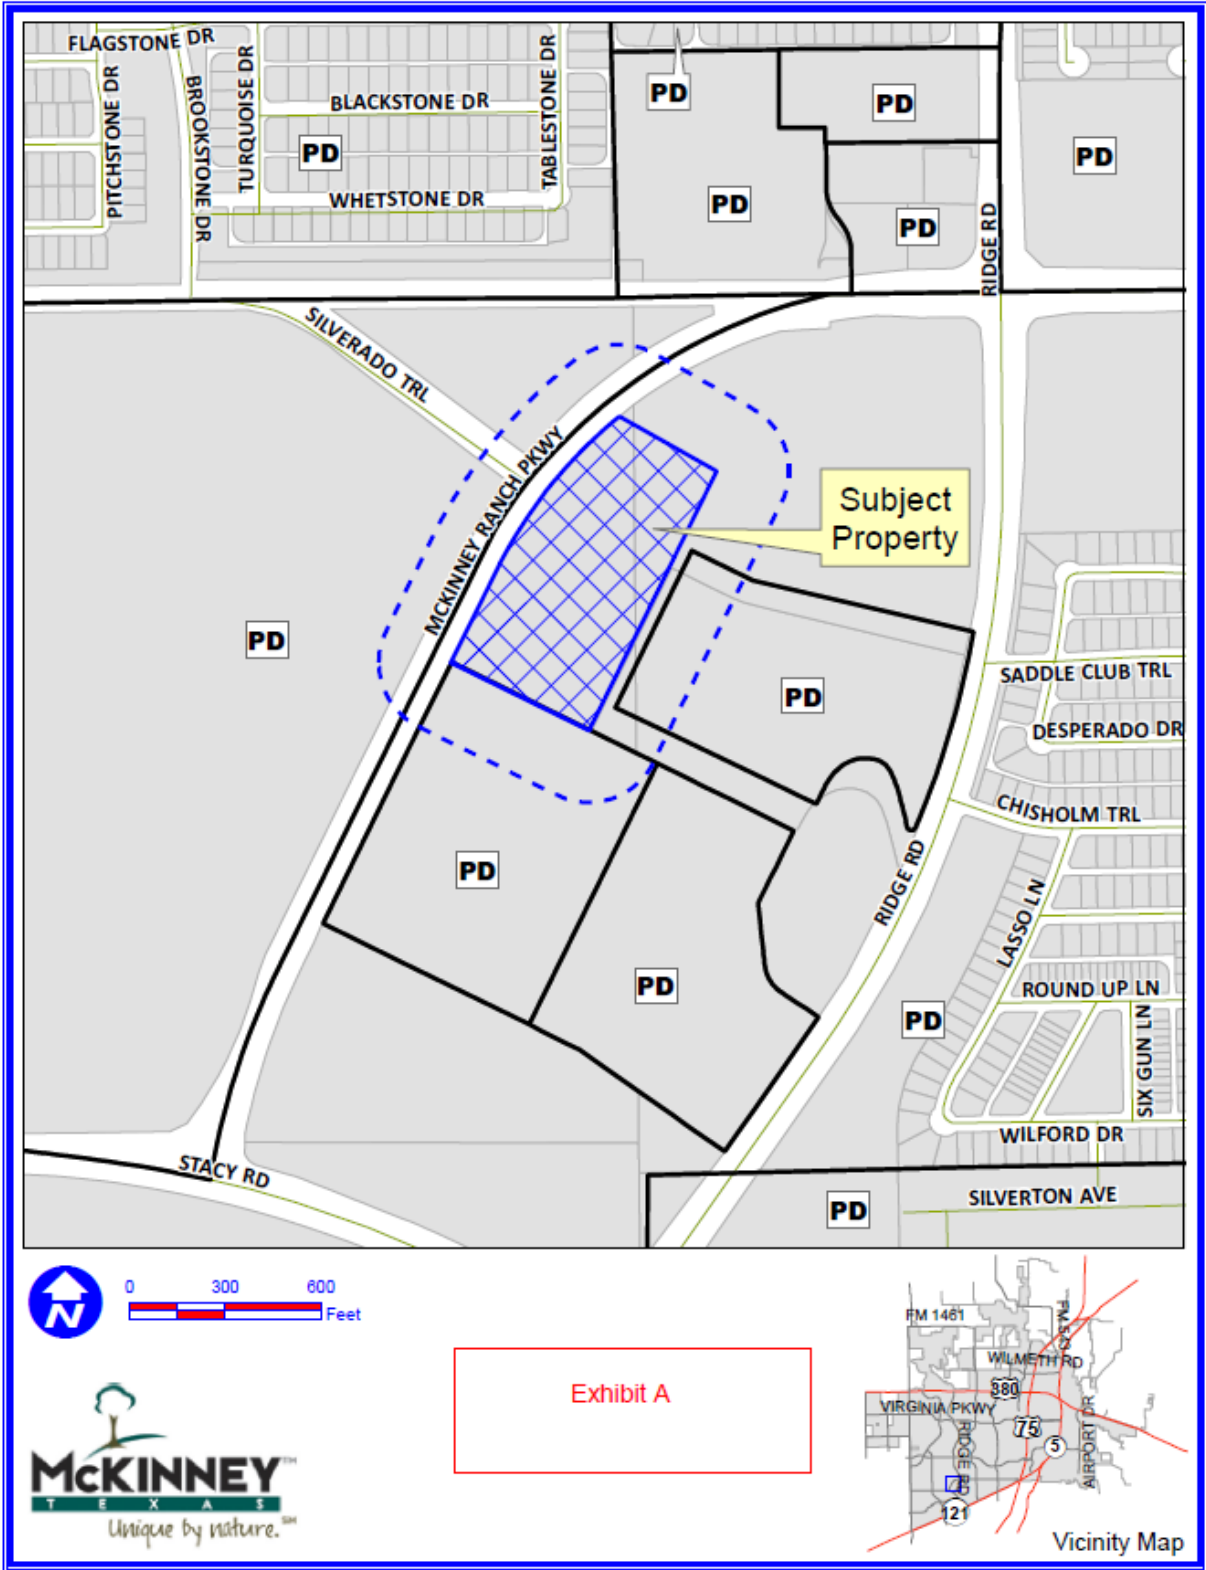 FLAGSTONE DR
PITCHSTONE DR
BROOKSTONE DR
TURQUOISE DR
BLACKSTONE DR
TABLESTONE DR
WHETSTONE DR
PD
PD
PD
PD
PD
PD
RIDGE RD
SILVERADO TRL
MCKINNEY RANCH PKWY
Subject
Property
PD
PD
SADDLE CLUB TRL
DESPERADO DR
CHISHOLM TRL
RIDGE RD
LASSO LN
PD
PD
PD
ROUND UP LN
SIX GUN LN
WILFORD DR
STACY RD
SILVERTON AVE
PD
N
0 300 600
Feet
Exhibit A
McKINNEY™
TEXAS
Unique by nature.℠
FM 1461
FM 543
WILMETH RD
380
VIRGINIA PKWY
75
RIDGE RD
5
AIRPORT DR
121
Vicinity Map